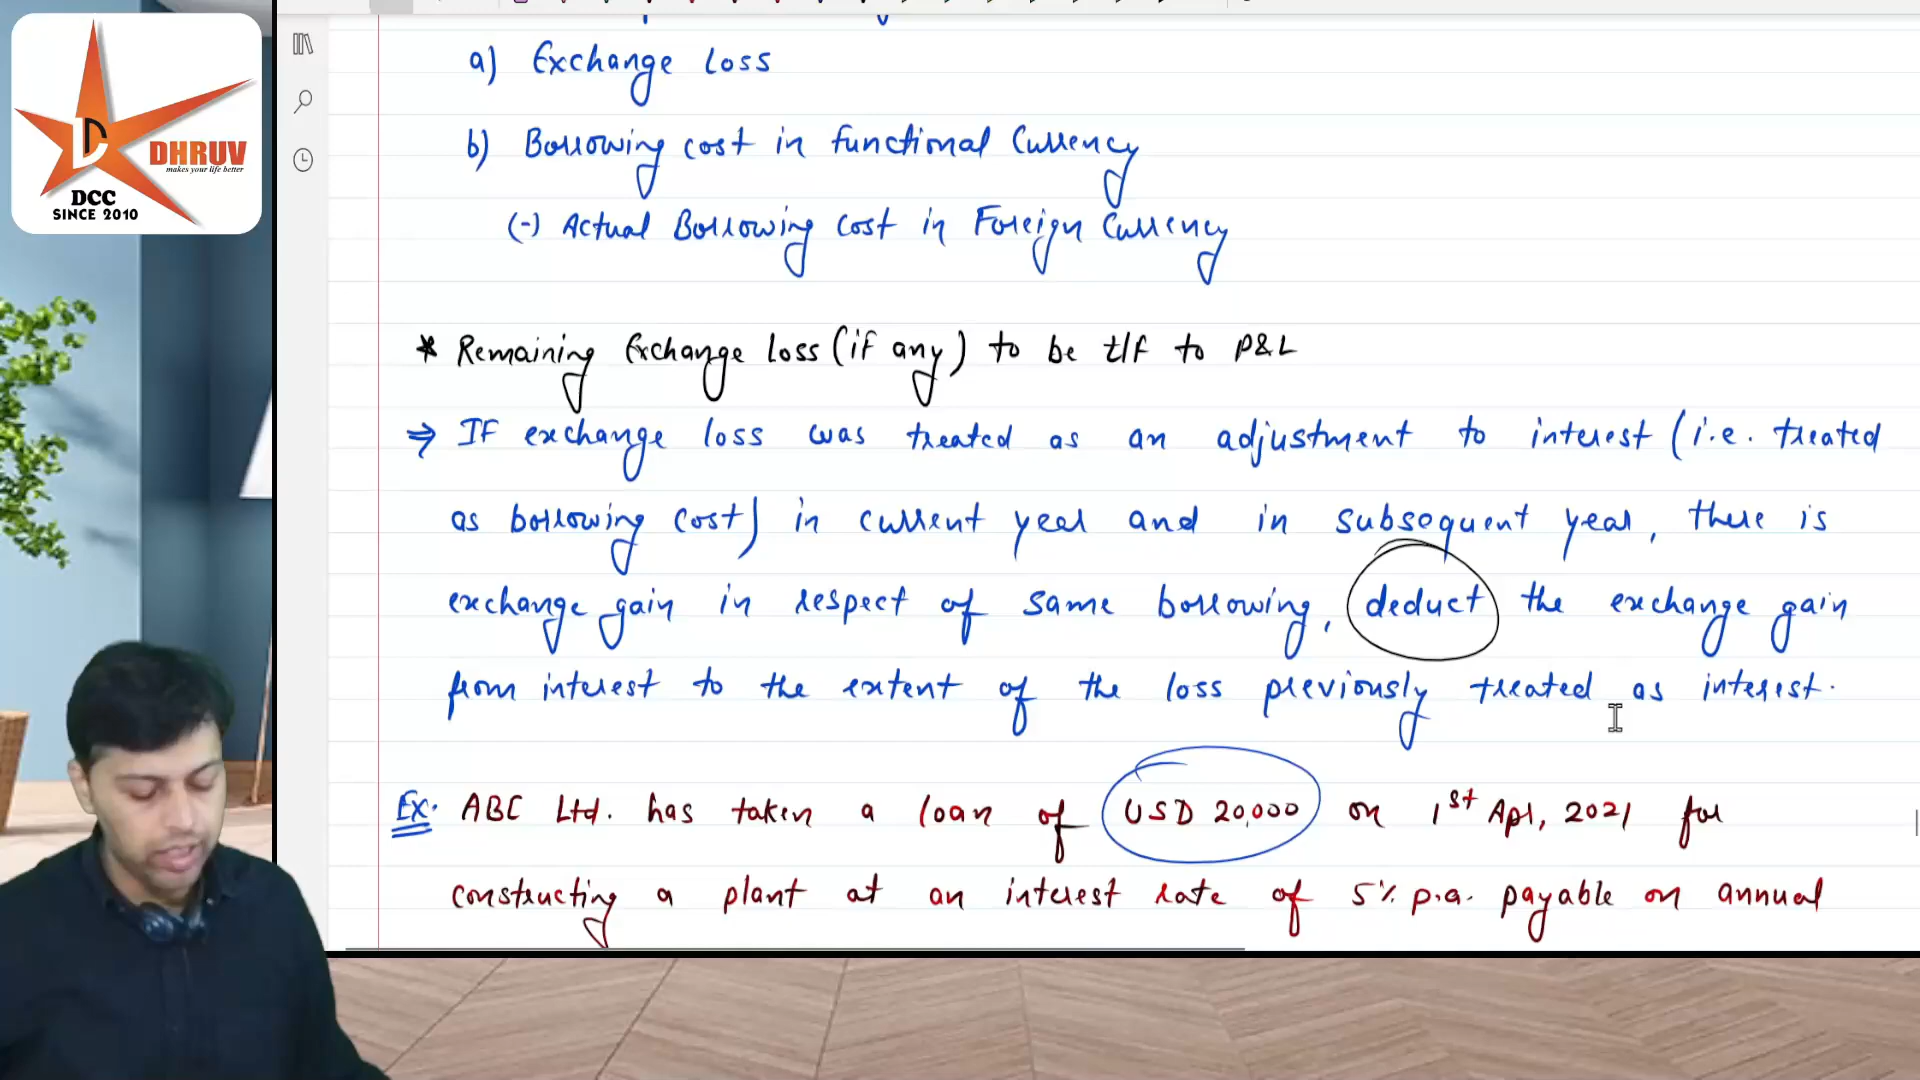 a) Exchange Loss
b) Borrowing cost in functional Currency
(-) Actual Borrowing Cost in Foreign Currency
* Remaining Exchange loss (if any) to be t/f to P&L
⇒ If exchange loss was treated as an adjustment to interest (i.e. treated
as borrowing cost) in current year and in subsequent year, there is
exchange gain in respect of same borrowing, deduct the exchange gain
from interest to the extent of the loss previously treated as interest.
Ex: ABC Ltd. has taken a loan of USD 20,000 on 1st Apr, 2021 for
constructing a plant at an interest rate of 5% p.a. payable on annual
DC
DHRUV
makes your life better
DCC
SINCE 2010